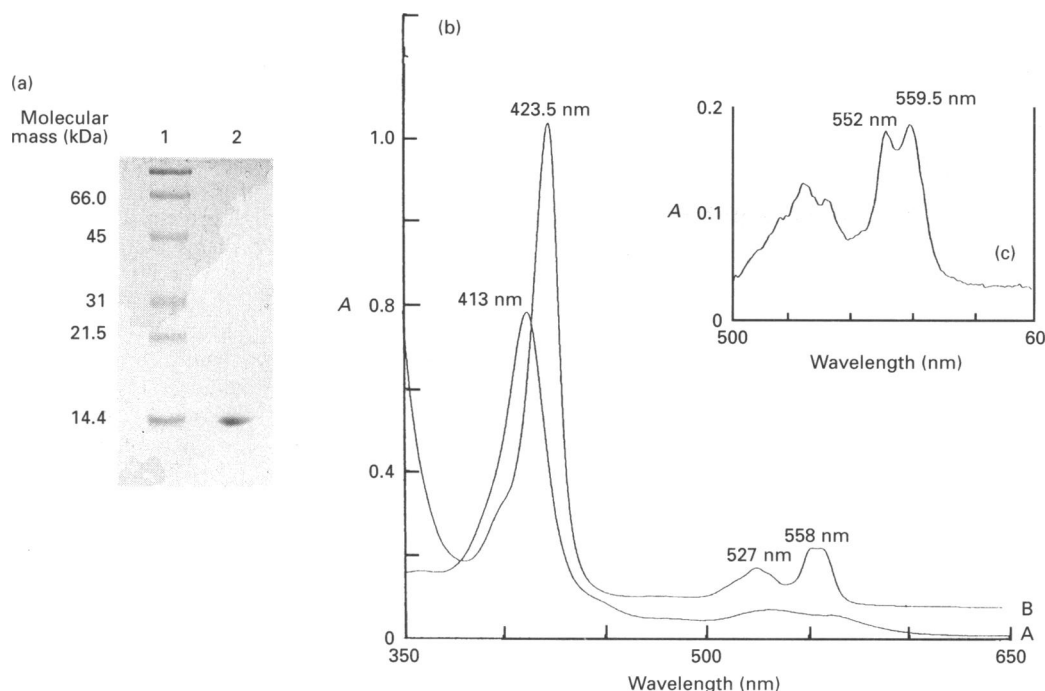 (a)
Molecular
mass (kDa) 1 2
66.0
45
31
21.5
14.4
(b)
423.5 nm
413 nm
527 nm
558 nm
B
A
A
1.0
0.8
0.4
0
350
500
650
Wavelength (nm)
(c)
552 nm
559.5 nm
A
0.2
0.1
0
500
60
Wavelength (nm)